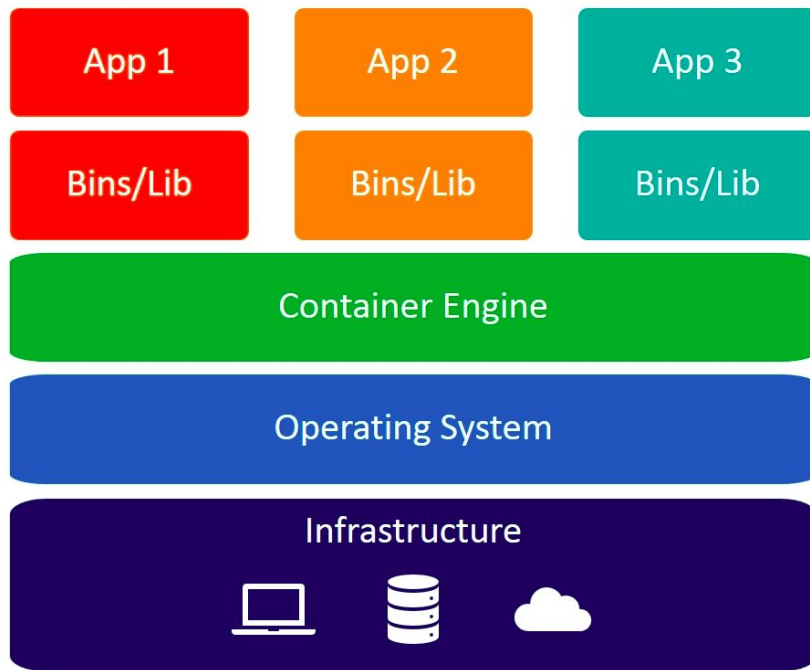 App 1
App 2
App 3
Bins/Lib
Bins/Lib
Bins/Lib
Container Engine
Operating System
Infrastructure